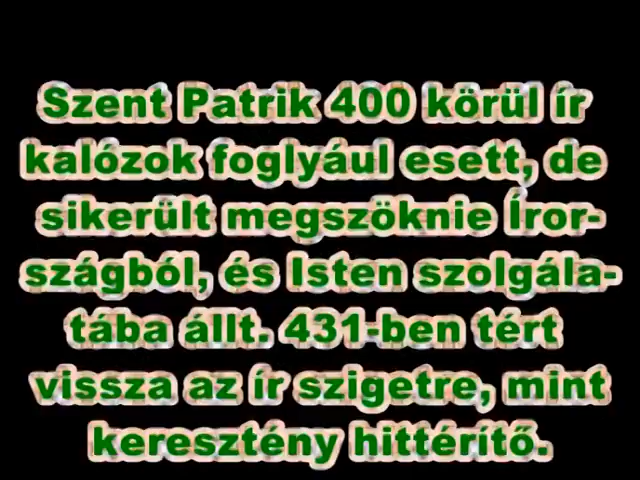 Szent Patrik 400 körül ír
kalózok foglyául esett, de
sikerült megszöknie Íror-
szágból, és Isten szolgála-
tába állt. 431-ben tért
vissza az ír szigetre, mint
keresztény hittérítő.